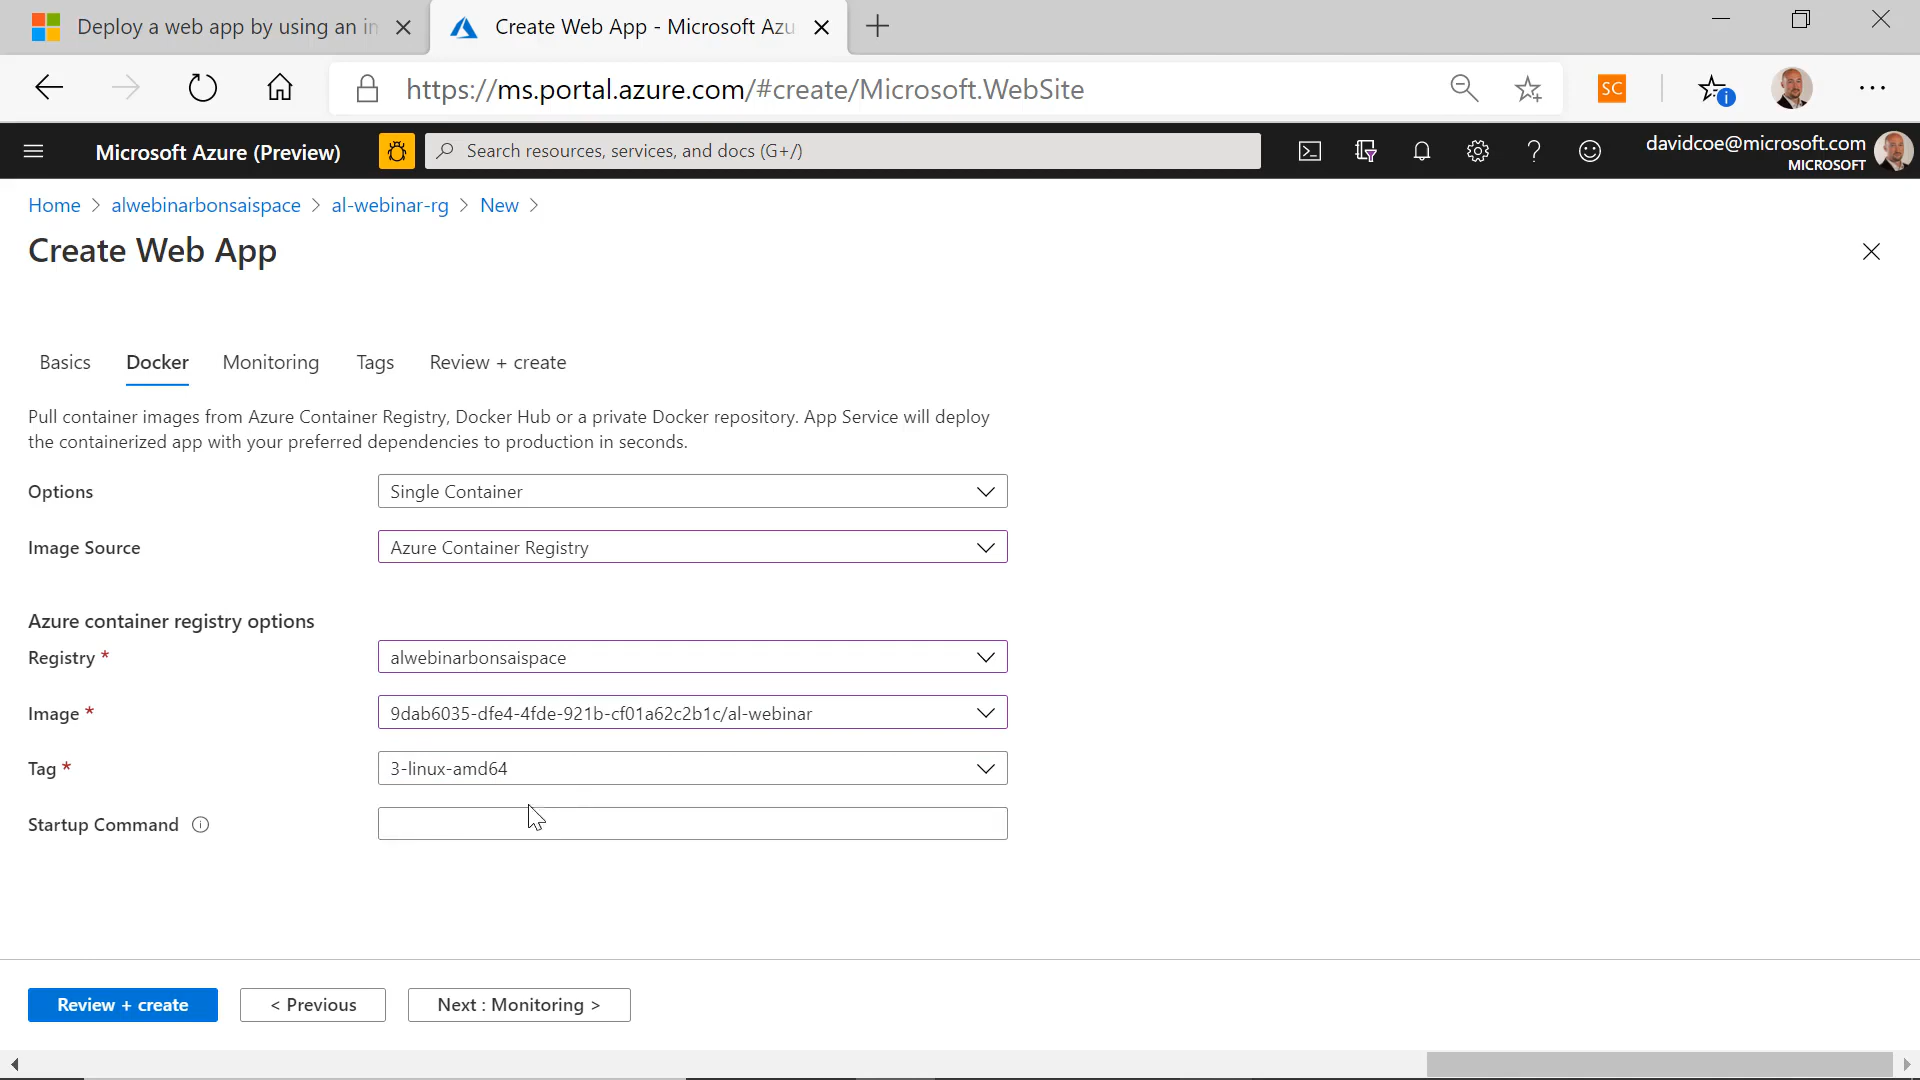 Deploy a web app by using an in
Create Web App - Microsoft Azu
https://ms.portal.azure.com/#create/Microsoft.WebSite
SC
i
Microsoft Azure (Preview)
Search resources, services, and docs (G+/)
davidcoe@microsoft.com
MICROSOFT
Home > alwebinarbonsaispace > al-webinar-rg > New >
Create Web App
Basics Docker Monitoring Tags Review + create
Pull container images from Azure Container Registry, Docker Hub or a private Docker repository. App Service will deploy
the containerized app with your preferred dependencies to production in seconds.
Options Single Container
Image Source Azure Container Registry
Azure container registry options
Registry * alwebinarbonsaispace
Image * 9dab6035-dfe4-4fde-921b-cf01a62c2b1c/al-webinar
Tag * 3-linux-amd64
Startup Command
Review + create < Previous Next : Monitoring >